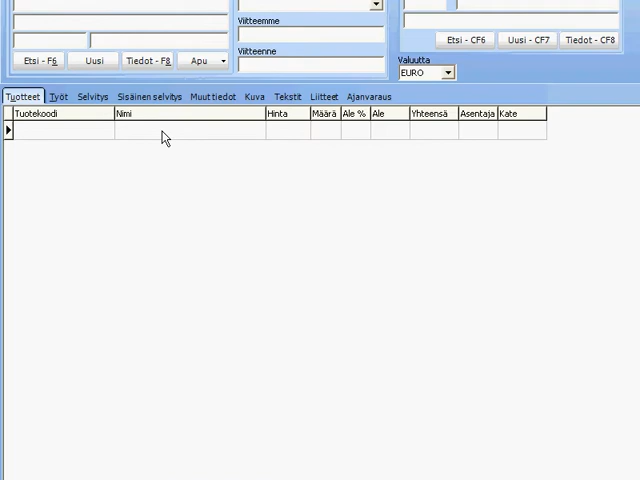 Viitteemme
Viitteenne
Etsi - F6 Uusi Tiedot - F8 Apu
Etsi - CF6 Uusi - CF7 Tiedot - CF8
Valuutta
EURO
Tuotteet Työt Selvitys Sisäinen selvitys Muut tiedot Kuva Tekstit Liitteet Ajanvaraus
Tuotekoodi Nimi Hinta Määrä Ale % Ale Yhteensä Asentaja Kate